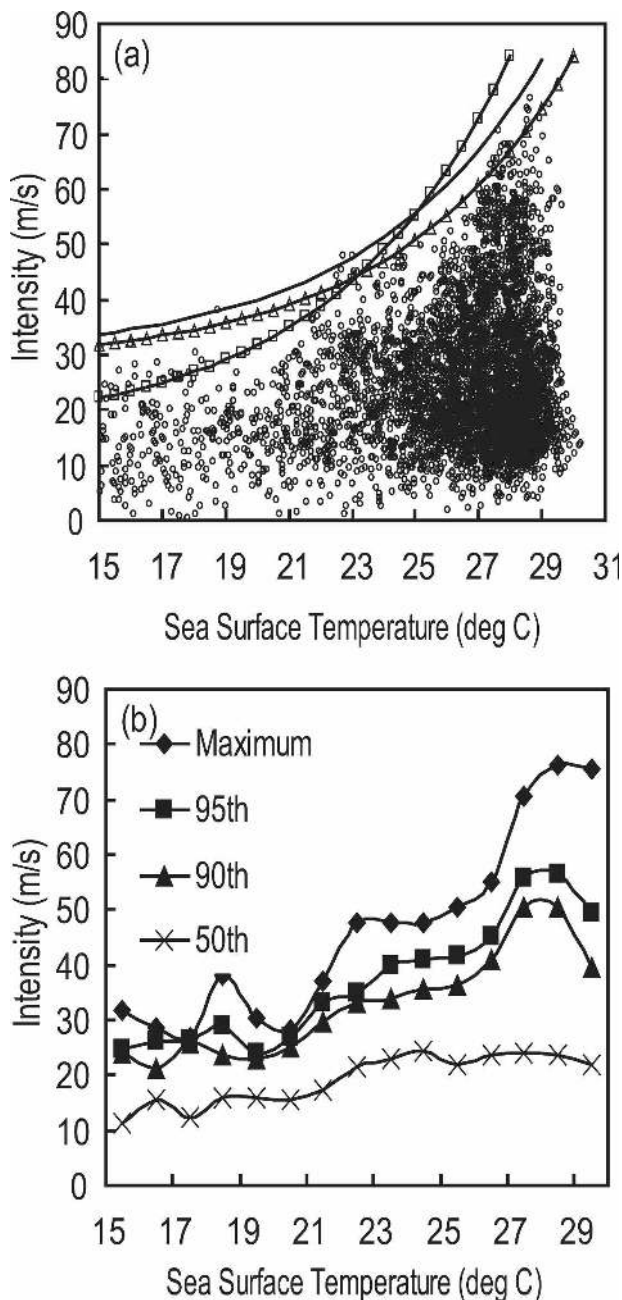 90
(a)
80
70
60
50
40
30
20
10
0
Intensity (m/s)
15 17 19 21 23 25 27 29 31
Sea Surface Temperature (deg C)
90
(b)
80
70
60
50
40
30
20
10
0
Maximum
95th
90th
50th
Intensity (m/s)
15 17 19 21 23 25 27 29
Sea Surface Temperature (deg C)